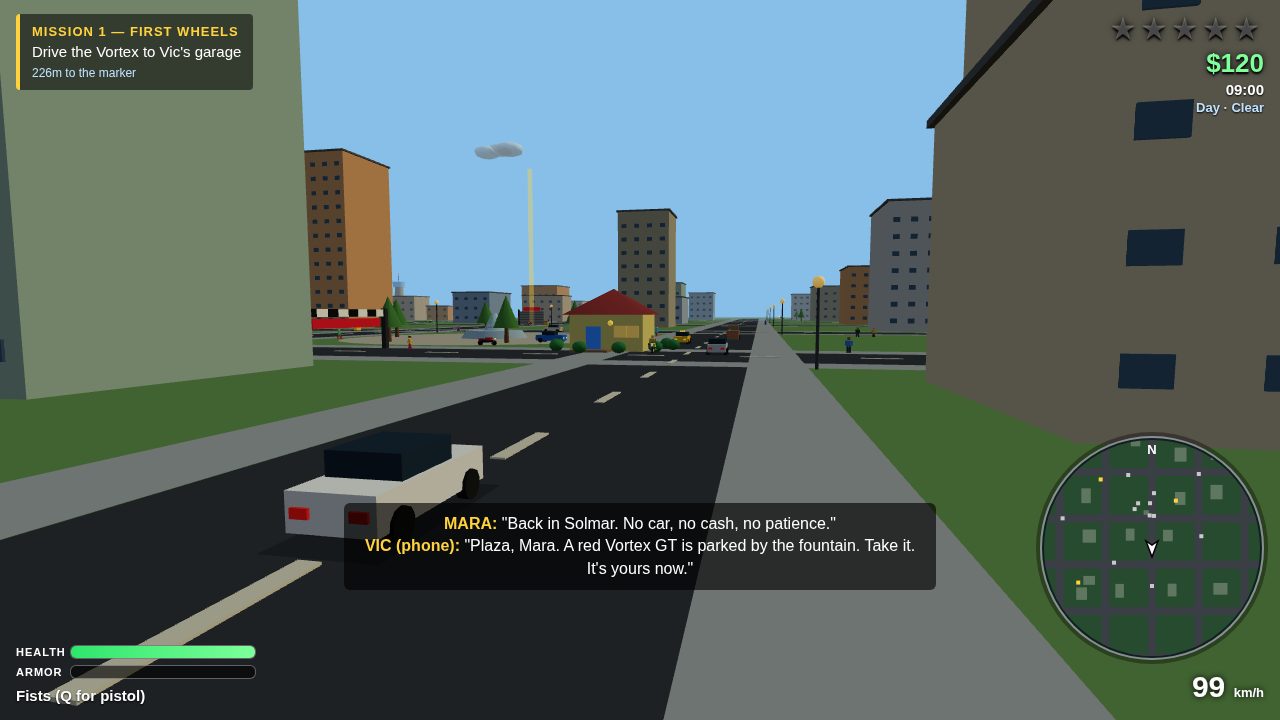 MISSION 1 — FIRST WHEELS
Drive the Vortex to Vic's garage
226m to the marker
★★★★★
$120
09:00
Day · Clear
MARA: "Back in Solmar. No car, no cash, no patience."
VIC (phone): "Plaza, Mara. A red Vortex GT is parked by the fountain. Take it.
It's yours now."
N
HEALTH
ARMOR
Fists (Q for pistol)
99 km/h